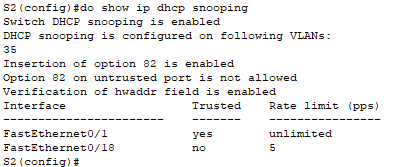 S2(config)#do show ip dhcp snooping
Switch DHCP snooping is enabled
DHCP snooping is configured on following VLANs:
35
Insertion of option 82 is enabled
Option 82 on untrusted port is not allowed
Verification of hwaddr field is enabled
Interface Trusted Rate limit (pps)
----------------------- ------- ----------------
FastEthernet0/1 yes unlimited
FastEthernet0/18 no 5
S2(config)#